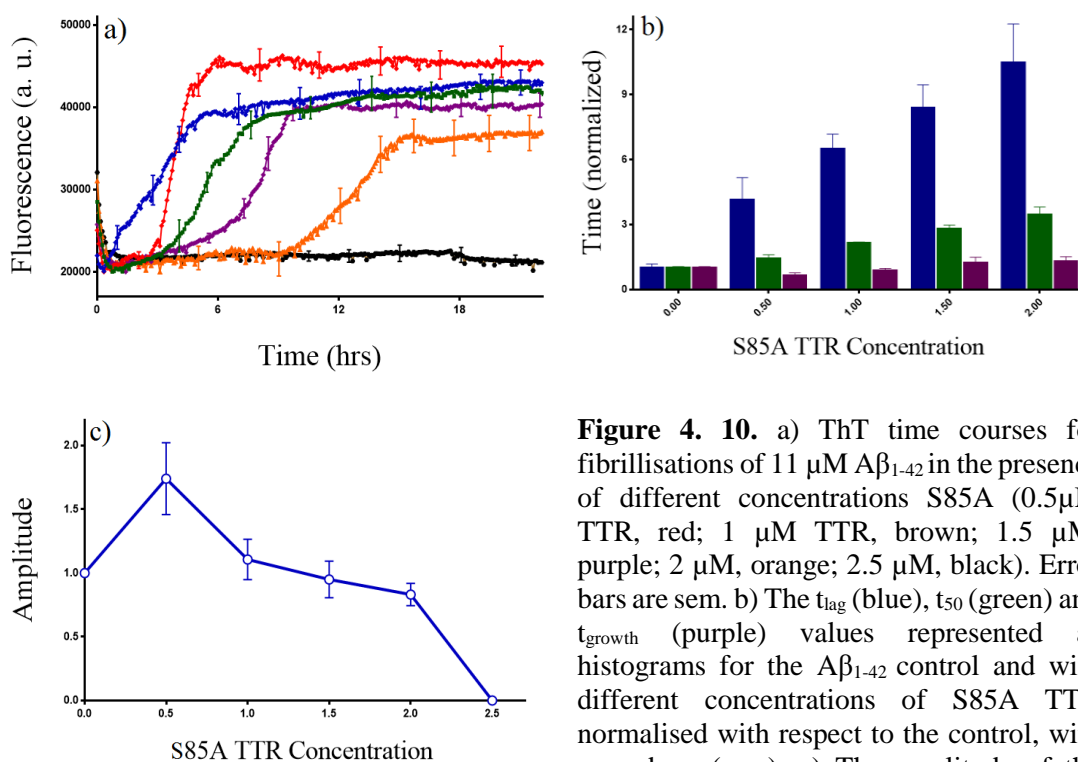 a)
Fluorescence (a. u.)
50000
40000
30000
20000
0
6
12
18
Time (hrs)
b)
Time (normalized)
12
9
6
3
0
0.00
0.50
1.00
1.50
2.00
S85A TTR Concentration
c)
Amplitude
2.0
1.5
1.0
0.5
0.0
0.0
0.5
1.0
1.5
2.0
2.5
S85A TTR Concentration
Figure 4. 10. a) ThT time courses fo
fibrillisations of 11 µM Aβ1-42 in the presenc
of different concentrations S85A (0.5µM
TTR, red; 1 µM TTR, brown; 1.5 µM
purple; 2 µM, orange; 2.5 µM, black). Erro
bars are sem. b) The tlag (blue), t50 (green) an
tgrowth (purple) values represented a
histograms for the Aβ1-42 control and wi
different concentrations of S85A TT
normalised with respect to the control, wi